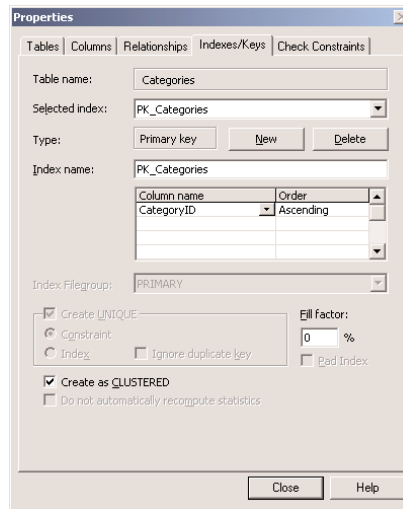 Properties
Tables Columns Relationships Indexes/Keys Check Constraints
Table name: Categories
Selected index: PK_Categories
Type: Primary key New Delete
Index name: PK_Categories
Column name Order
CategoryID Ascending
Index Filegroup: PRIMARY
Create UNIQUE Fill factor:
Constraint 0 %
Index Ignore duplicate key Pad Index
Create as CLUSTERED
Do not automatically recompute statistics
Close Help